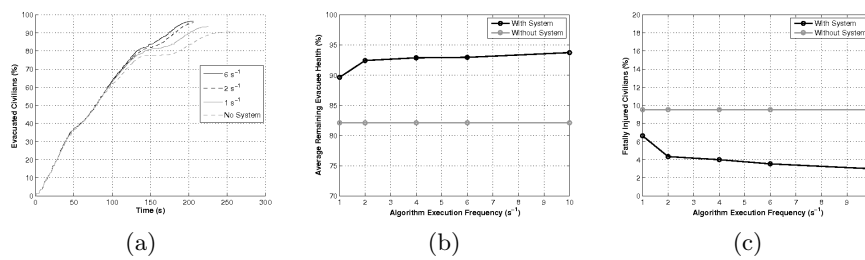 100
90
80
70
60
50
40
30
20
10
0
Evacuated Civilians (%)
6 s⁻¹
2 s⁻¹
1 s⁻¹
No System
0 50 100 150 200 250 300
Time (s)
(a)
100
95
90
85
80
75
70
Average Remaining Evacuee Health (%)
With System
Without System
1 2 3 4 5 6 7 8 9 10
Algorithm Execution Frequency (s⁻¹)
(b)
20
18
16
14
12
10
8
6
4
2
0
Fatally Injured Civilians (%)
With System
Without System
1 2 3 4 5 6 7 8 9
Algorithm Execution Frequency (s⁻¹)
(c)